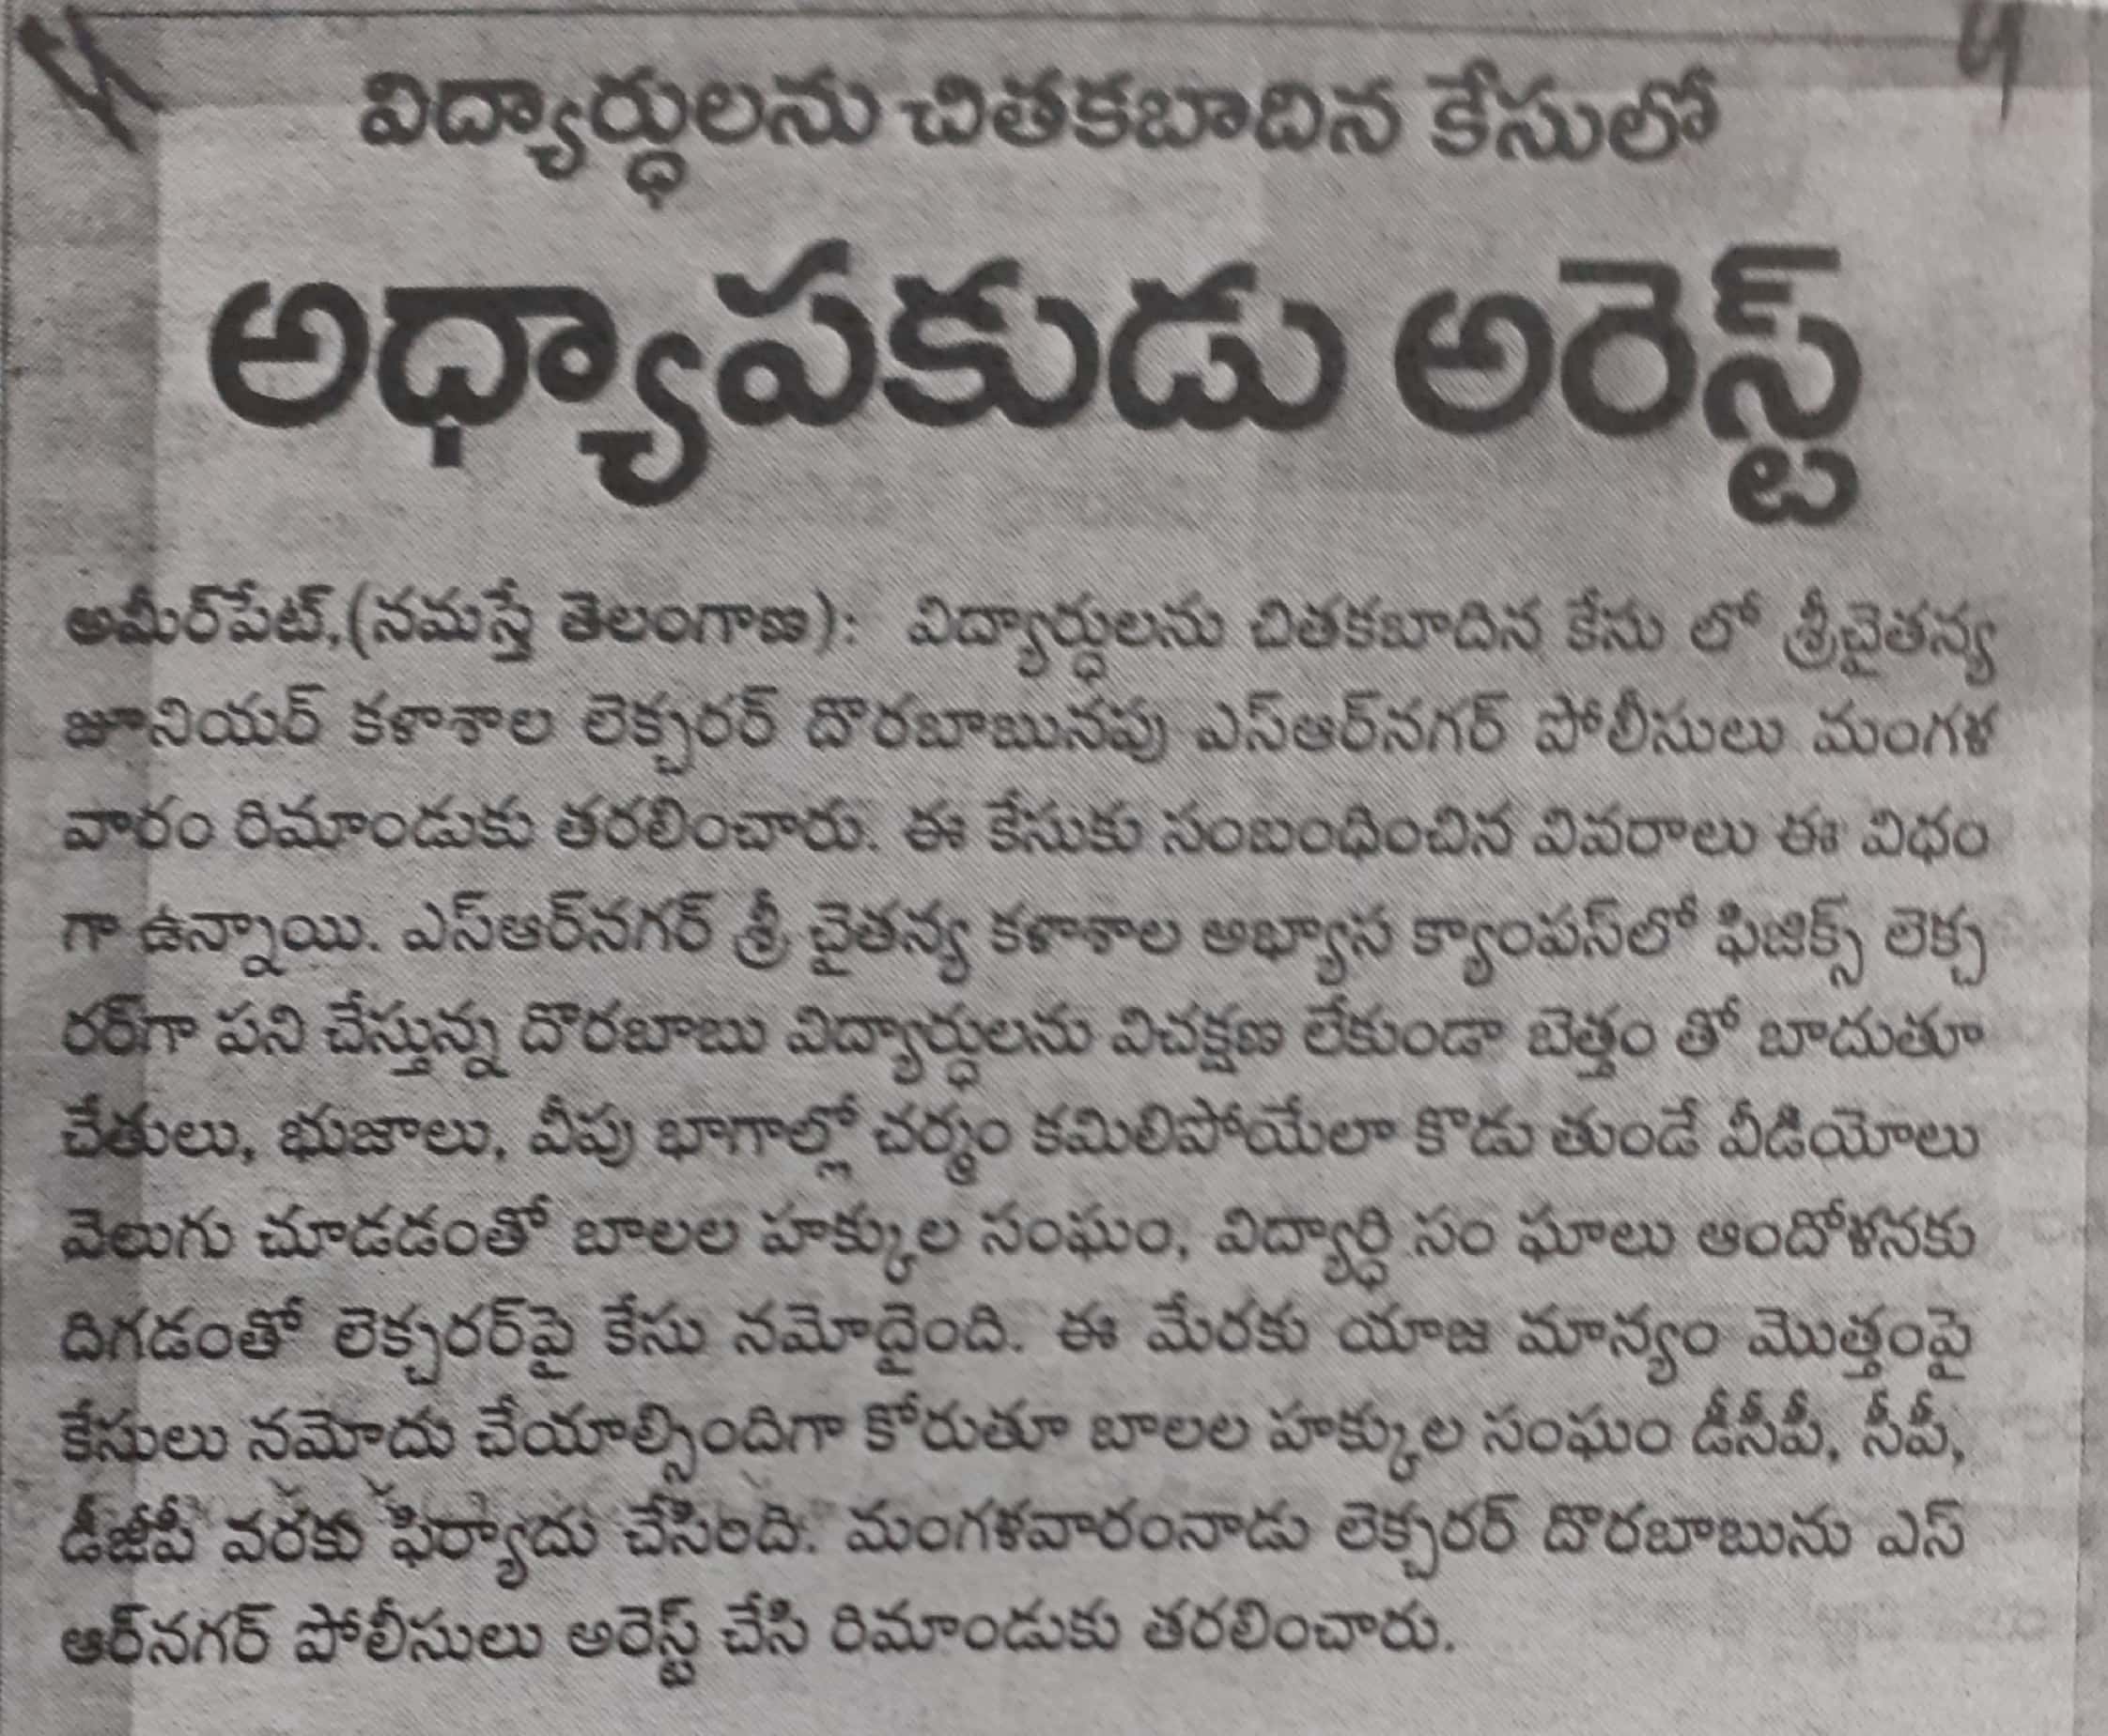 విద్యార్థులను చితకబాదిన కేసులో
అధ్యాపకుడు అరెస్ట్
అమీర్‌పేట్,(నమస్తే తెలంగాణ): విద్యార్థులను చితకబాదిన కేసు లో శ్రీచైతన్య
జూనియర్ కళాశాల లెక్చరర్ దొరబాబునపు ఎస్ఆర్‌నగర్ పోలీసులు మంగళ
వారం రిమాండుకు తరలించారు. ఈ కేసుకు సంబంధించిన వివరాలు ఈ విధం
గా ఉన్నాయి. ఎస్ఆర్‌నగర్ శ్రీ చైతన్య కళాశాల అభ్యాస క్యాంపస్‌లో ఫిజిక్స్ లెక్చ
రర్‌గా పని చేస్తున్న దొరబాబు విద్యార్థులను విచక్షణ లేకుండా బెత్తం తో బాదుతూ
చేతులు, భుజాలు, వీపు భాగాల్లో చర్మం కమిలిపోయేలా కొడు తుండే వీడియోలు
వెలుగు చూడడంతో బాలల హక్కుల సంఘం, విద్యార్థి సం ఘాలు ఆందోళనకు
దిగడంతో లెక్చరర్‌పై కేసు నమోదైంది. ఈ మేరకు యాజ మాన్యం మొత్తంపై
కేసులు నమోదు చేయాల్సిందిగా కోరుతూ బాలల హక్కుల సంఘం డీసీపీ, సీపీ,
డీజీపీ వరకు ఫిర్యాదు చేసింది. మంగళవారంనాడు లెక్చరర్ దొరబాబును ఎస్
ఆర్‌నగర్ పోలీసులు అరెస్ట్ చేసి రిమాండుకు తరలించారు.